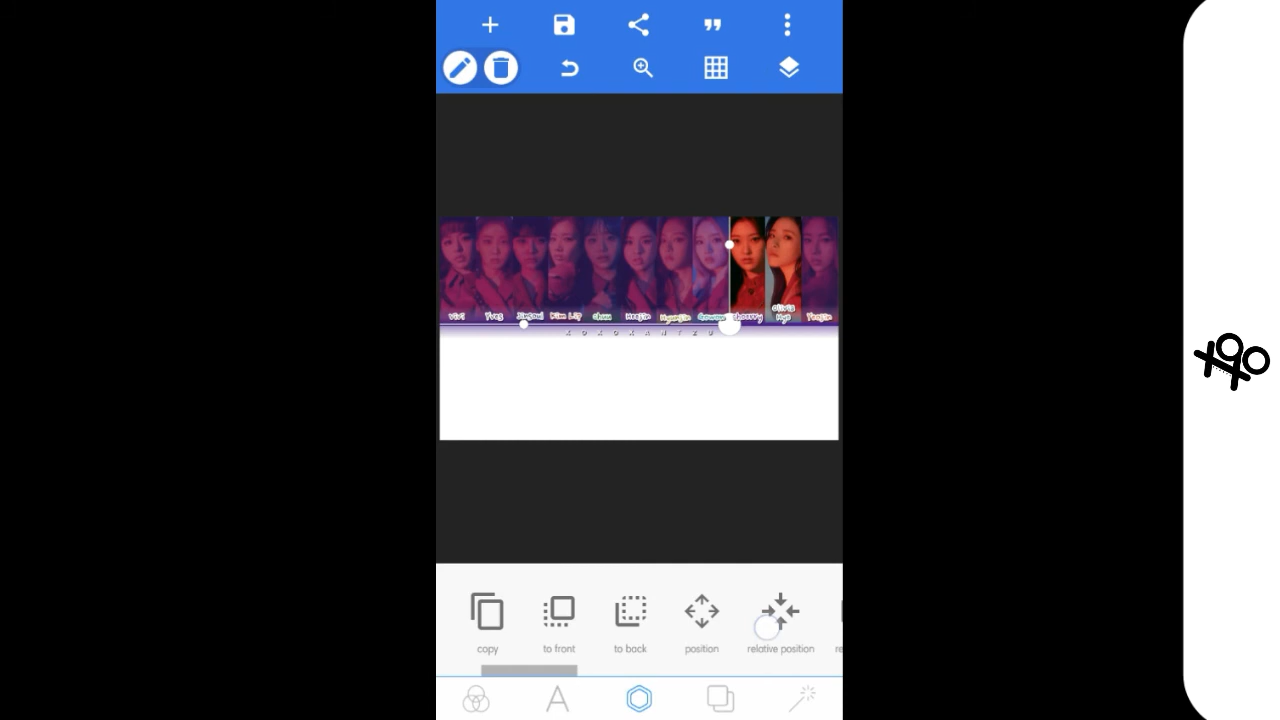 Vivi Yves Jinsoul Kim Lip Chuu Heejin Hyunjin Gowon Choerry Olivia Hye Yeojin
K O K O R A N T Z U
copy to front to back position relative position re